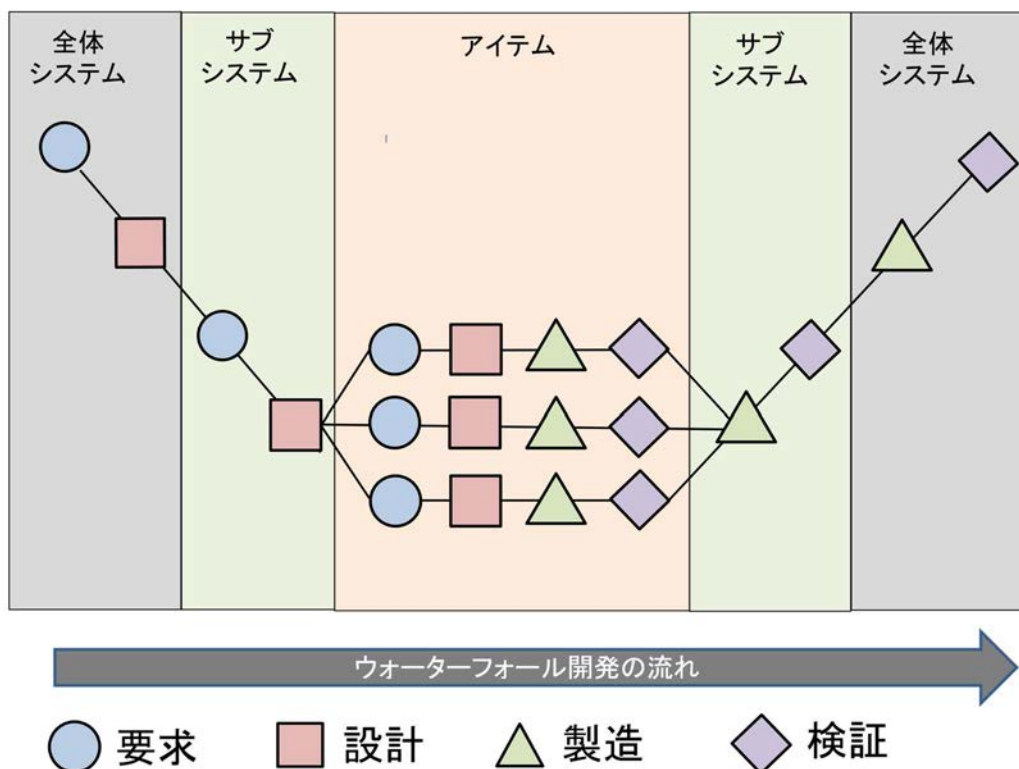 全体
システム
サブ
システム
アイテム
サブ
システム
全体
システム
ウォーターフォール開発の流れ
要求
設計
製造
検証